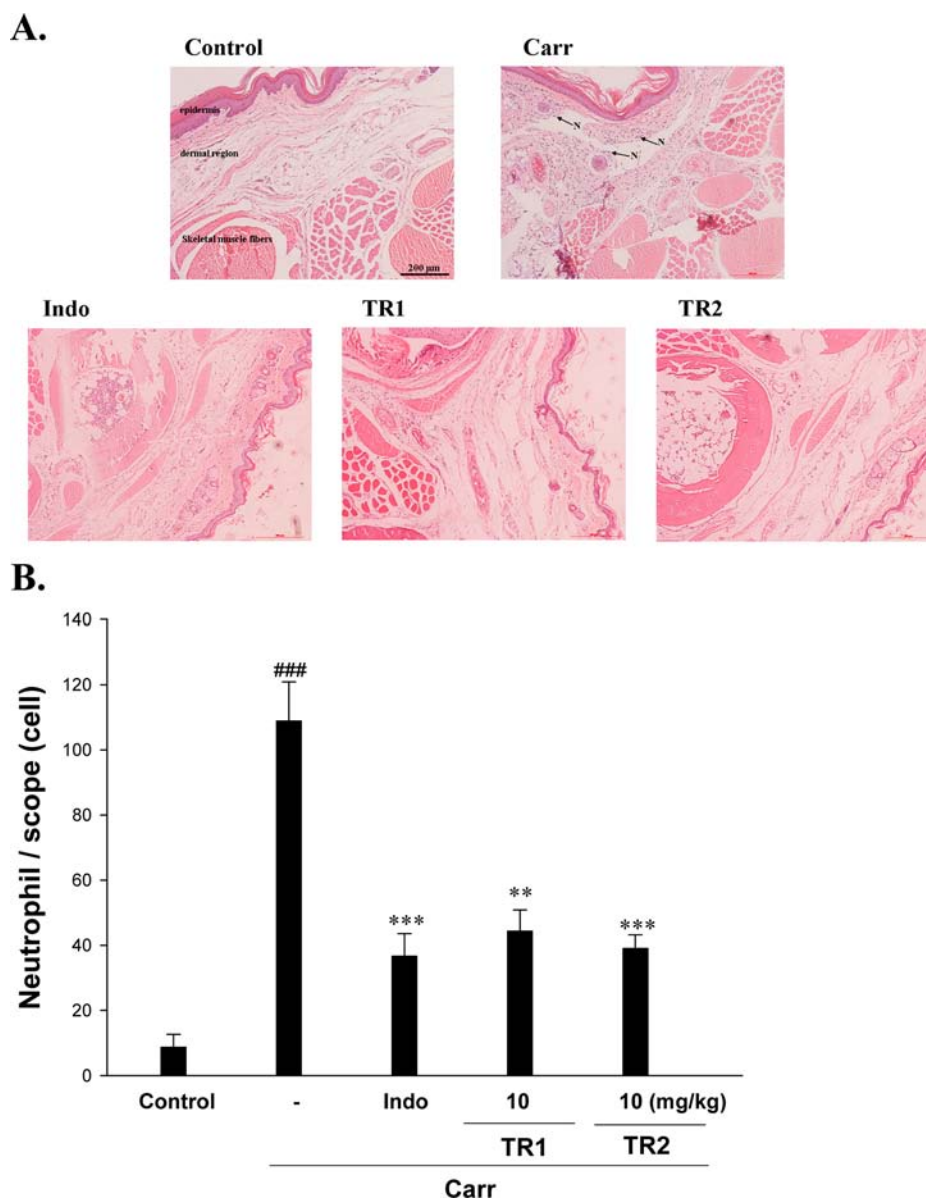 A.
Control
Carr
epidermis
dermal region
Skeletal muscle fibers
200 μm
N
N
N
Indo
TR1
TR2
B.
Neutrophil / scope (cell)
140
120
100
80
60
40
20
0
###
***
**
***
Control
-
Indo
10
10 (mg/kg)
TR1
TR2
Carr